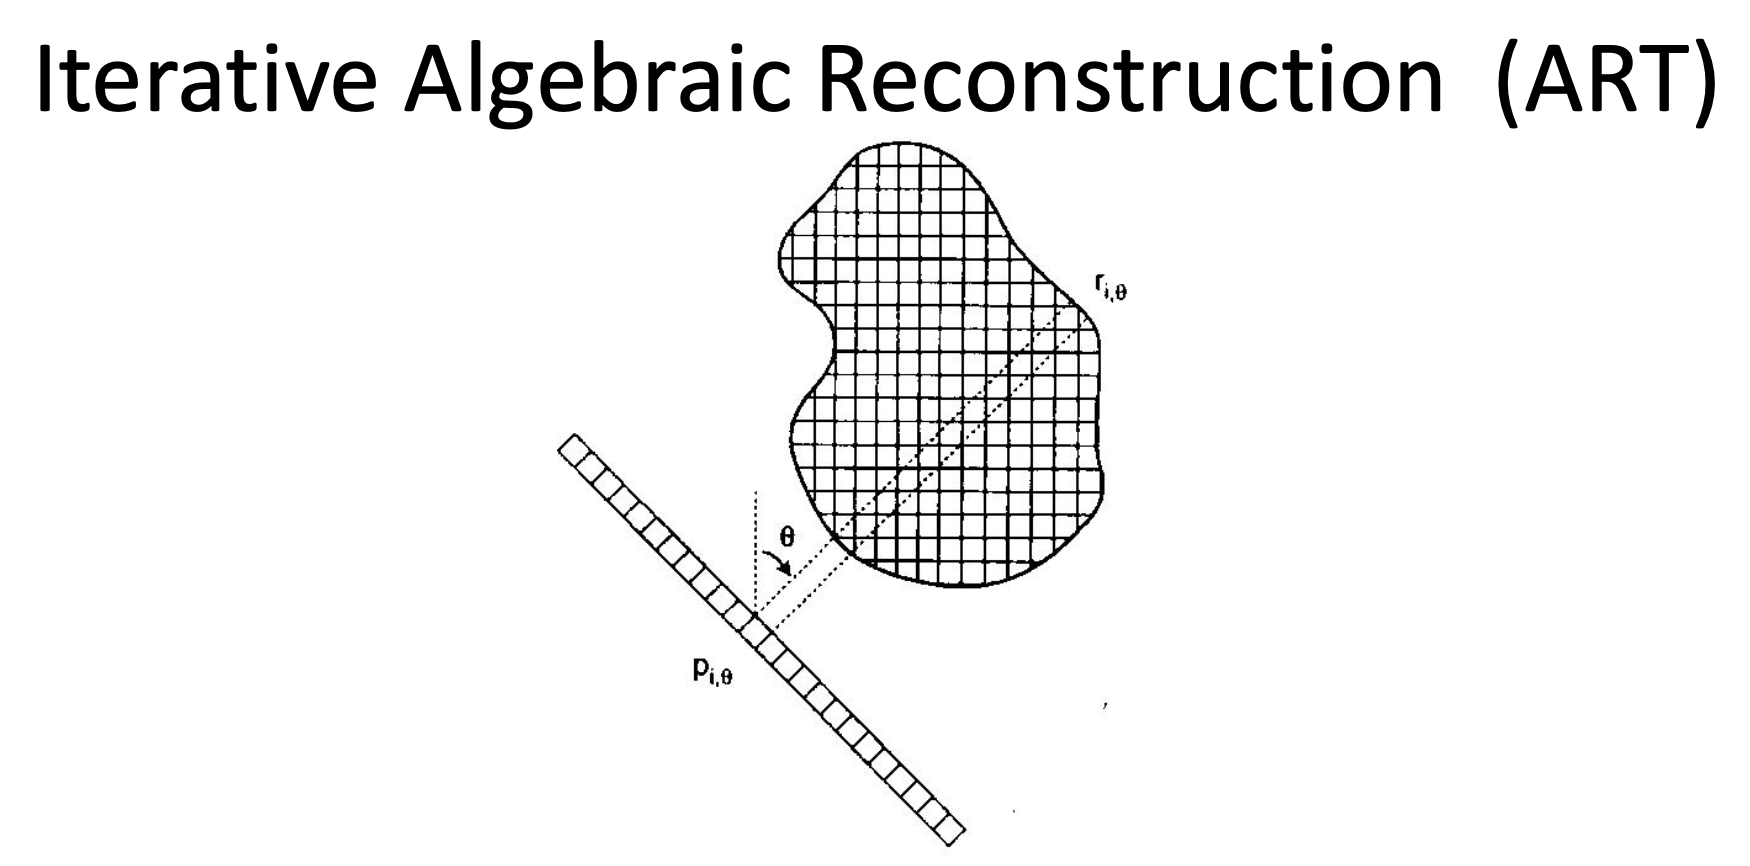 Iterative Algebraic Reconstruction (ART)
r_{i,θ}
θ
p_{i,θ}